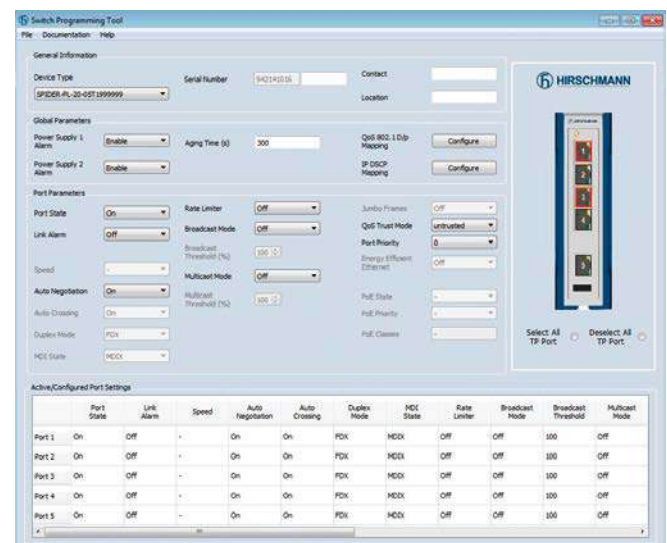 Switch Programming Tool
File Documentation Help
General Information
Device Type
SPIDER-PL-20-05T1999999
Serial Number
942141016
Contact
Location
HIRSCHMANN
Global Parameters
Power Supply 1 Alarm
Enable
Aging Time (s)
300
QoS 802.1D/p Mapping
Configure
Power Supply 2 Alarm
Enable
IP DSCP Mapping
Configure
1
2
3
4
Port Parameters
Port State
On
Rate Limiter
Off
Jumbo Frames
Off
Link Alarm
Off
Broadcast Mode
Off
QoS Trust Mode
untrusted
Broadcast Threshold (%)
100
Port Priority
0
Speed
-
Multicast Mode
Off
Energy Efficient Ethernet
Off
Auto Negotiation
On
Multicast Threshold (%)
100
PoE State
-
Auto Crossing
On
PoE Priority
-
Duplex Mode
FDX
PoE Classes
-
MDI State
MDIX
Select All TP Port
Deselect All TP Port
Active/Configured Port Settings
Port State Link Alarm Speed Auto Negotiation Auto Crossing Duplex Mode MDI State Rate Limiter Broadcast Mode Broadcast Threshold Multicast Mode
Port 1 On Off - On On FDX MDIX Off Off 100 Off
Port 2 On Off - On On FDX MDIX Off Off 100 Off
Port 3 On Off - On On FDX MDIX Off Off 100 Off
Port 4 On Off - On On FDX MDIX Off Off 100 Off
Port 5 On Off - On On FDX MDIX Off Off 100 Off